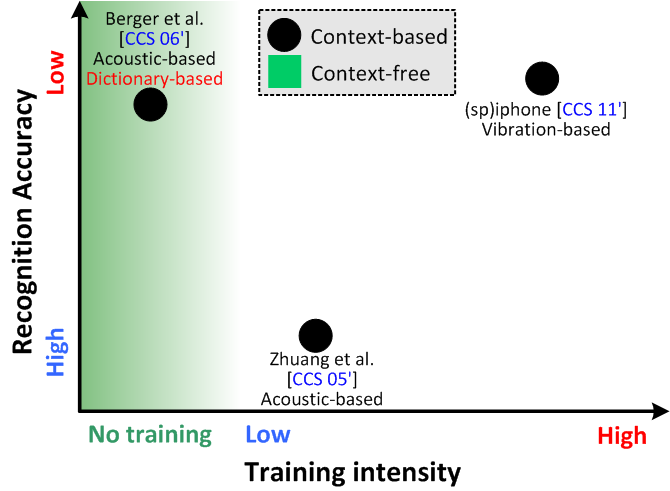 Berger et al.
[CCS 06']
Acoustic-based
Dictionary-based
Context-based
Context-free
(sp)iphone [CCS 11']
Vibration-based
Zhuang et al.
[CCS 05']
Acoustic-based
Recognition Accuracy
Low
High
No training
Low
High
Training intensity